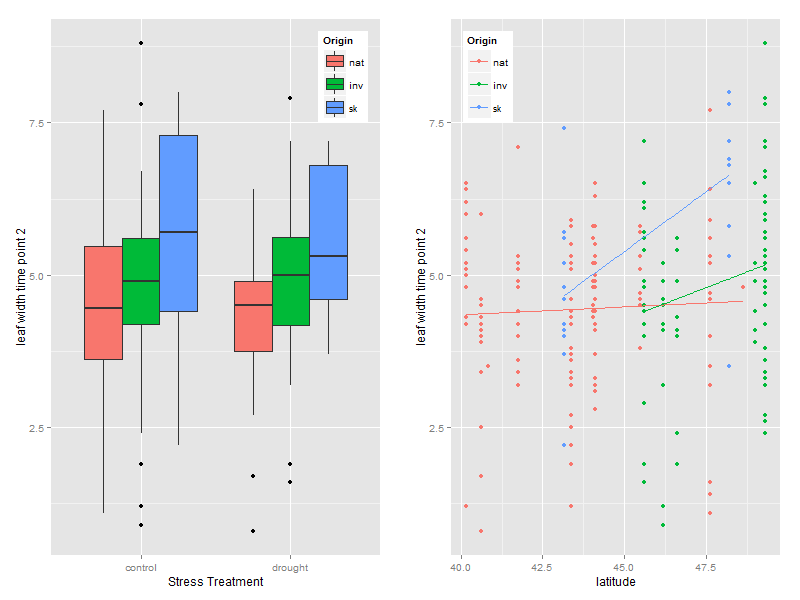 Origin
nat
inv
sk
7.5
5.0
2.5
leaf width time point 2
control
drought
Stress Treatment
Origin
nat
inv
sk
7.5
5.0
2.5
leaf width time point 2
40.0
42.5
45.0
47.5
latitude